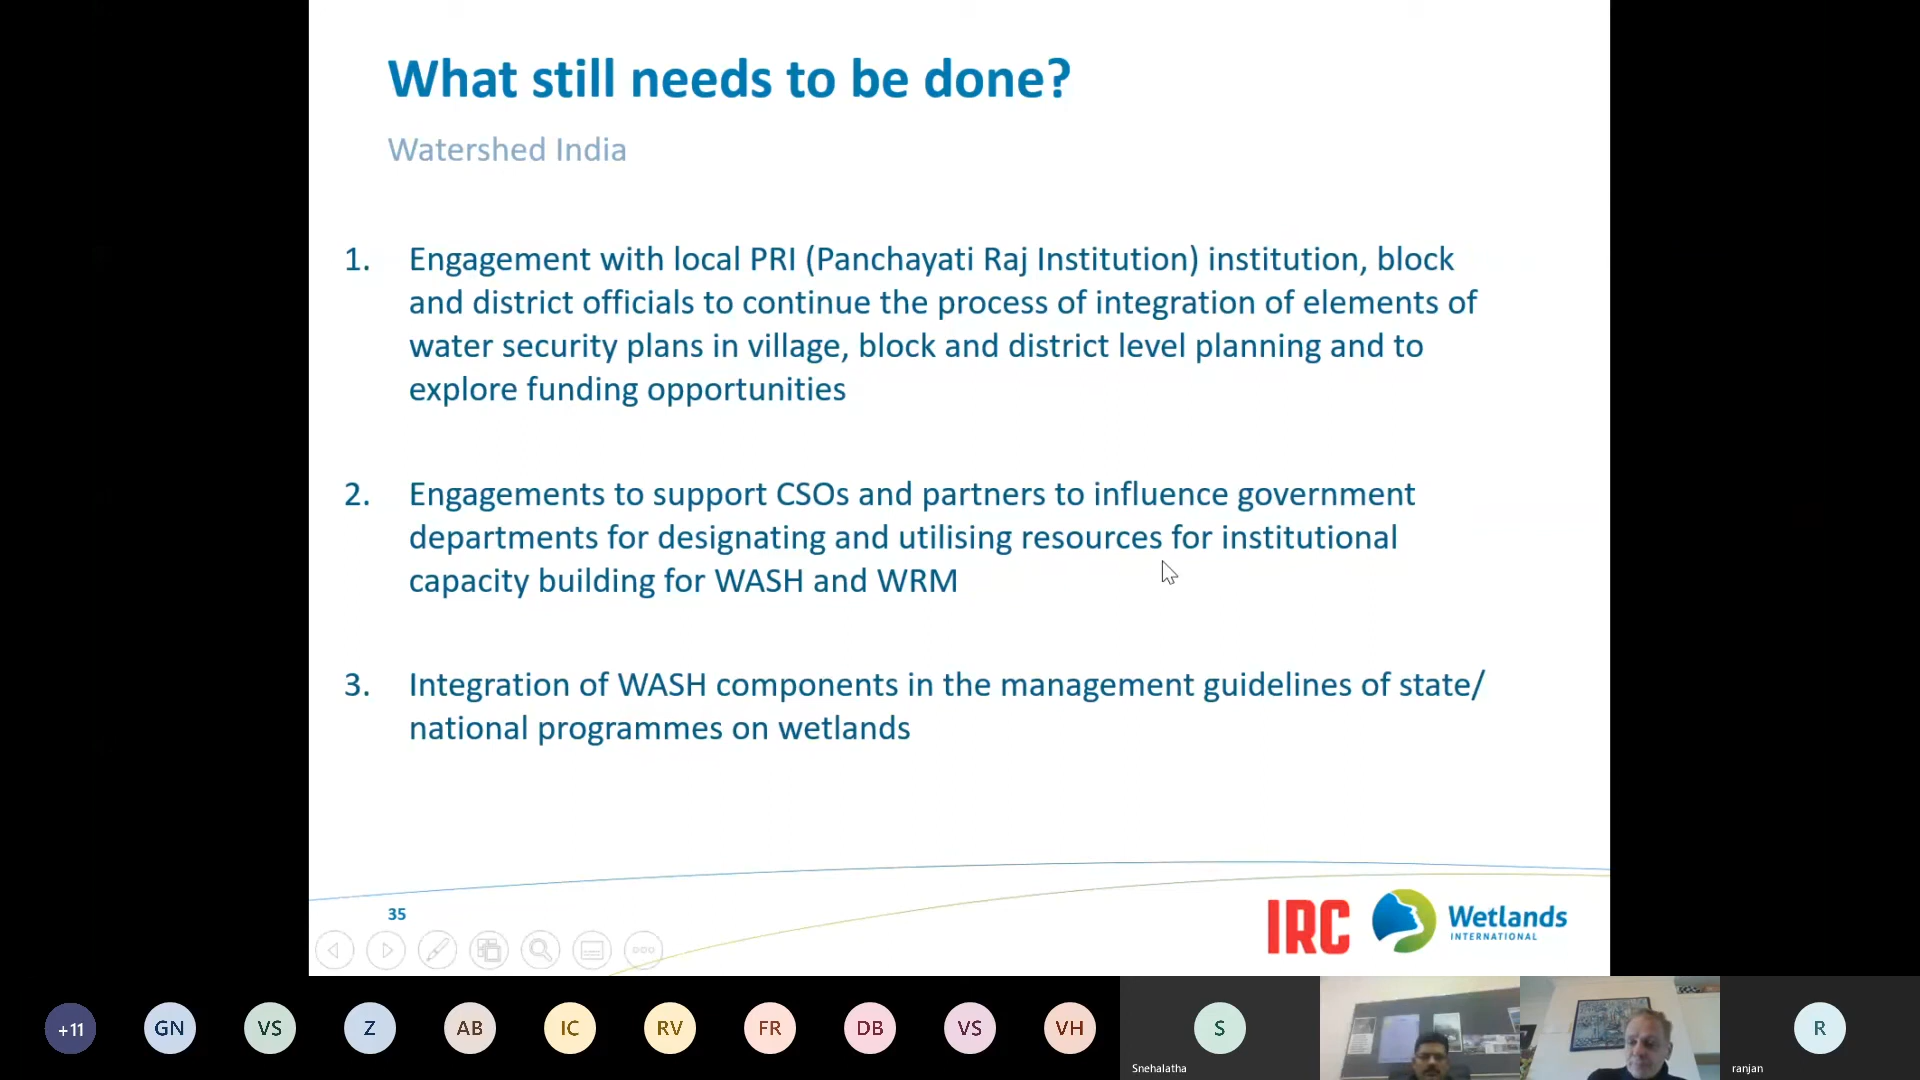 What still needs to be done?
Watershed India
1. Engagement with local PRI (Panchayati Raj Institution) institution, block
and district officials to continue the process of integration of elements of
water security plans in village, block and district level planning and to
explore funding opportunities
2. Engagements to support CSOs and partners to influence government
departments for designating and utilising resources for institutional
capacity building for WASH and WRM
3. Integration of WASH components in the management guidelines of state/
national programmes on wetlands
35
IRC
Wetlands
INTERNATIONAL
+11
GN
VS
Z
AB
IC
RV
FR
DB
VS
VH
S
Snehalatha
R
ranjan